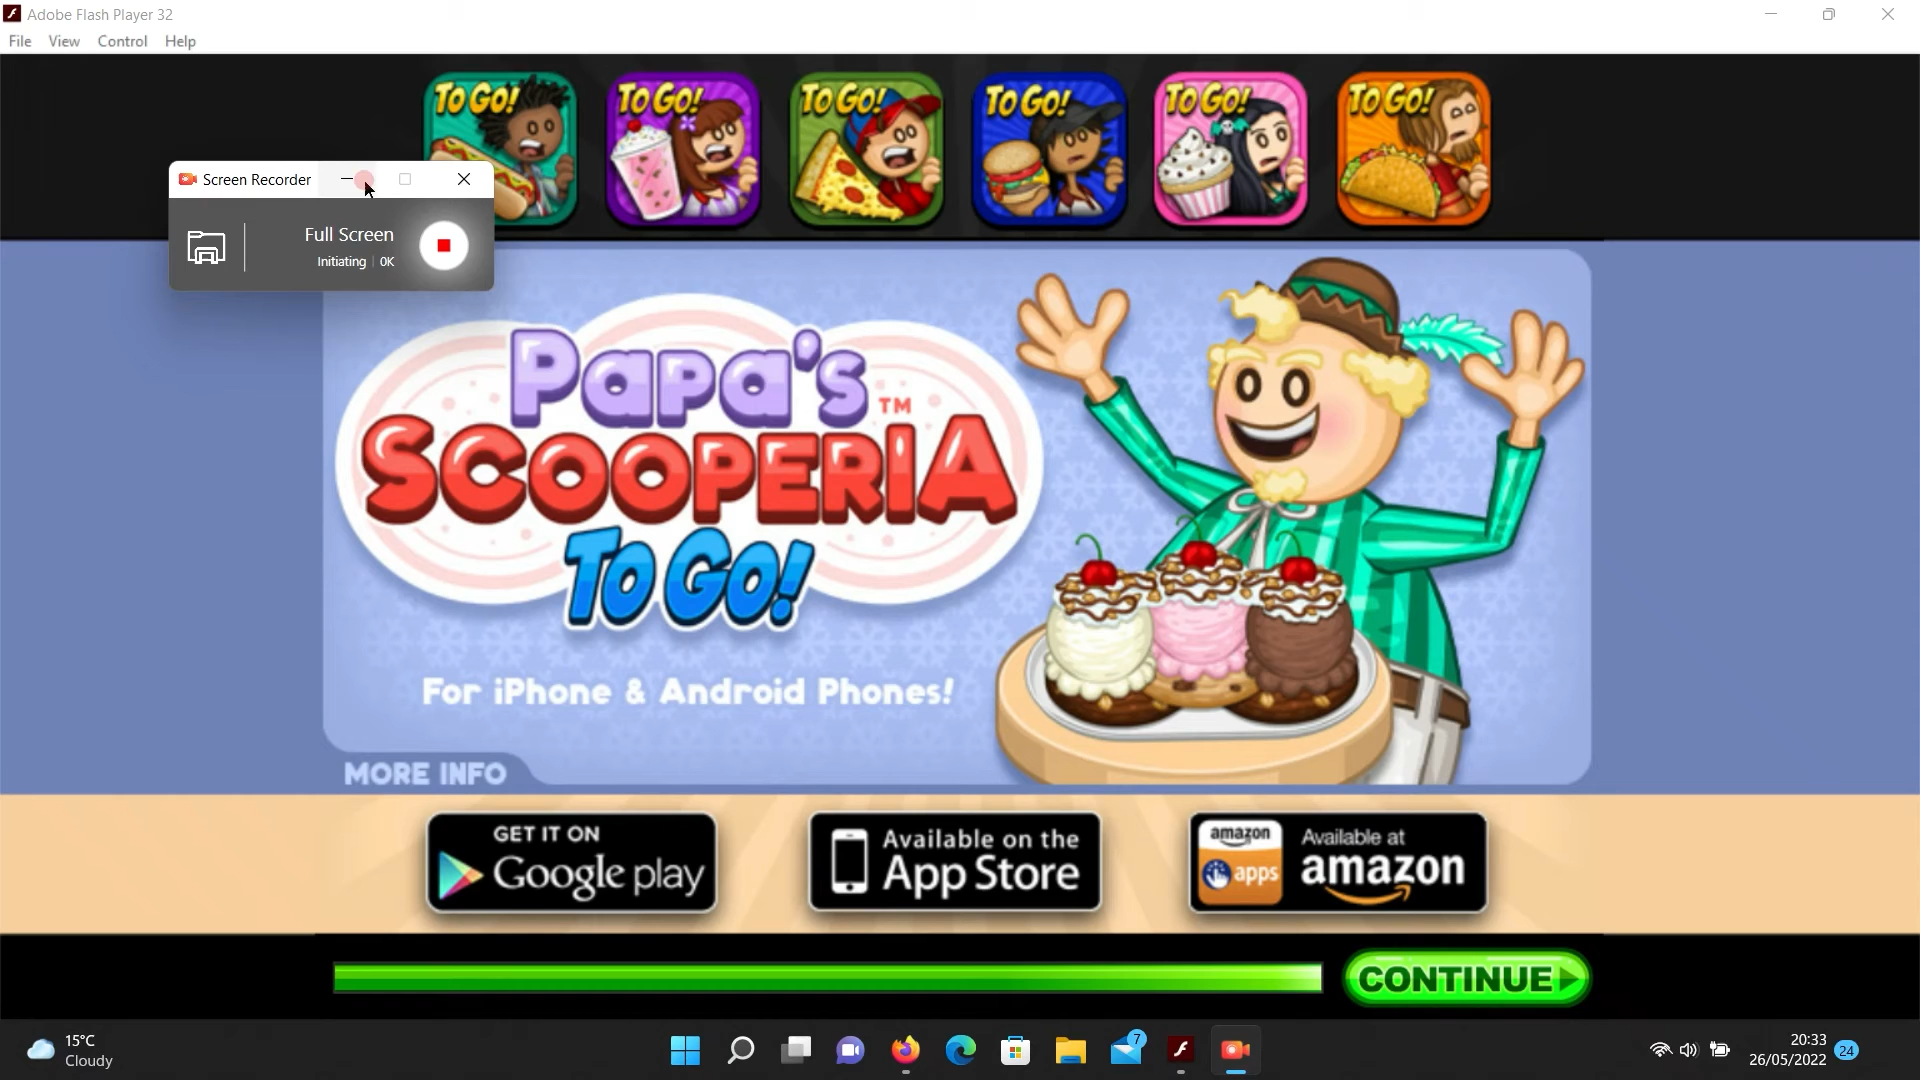 Adobe Flash Player 32
File View Control Help
TO GO! TO GO! TO GO! TO GO! TO GO! TO GO!
Screen Recorder
Full Screen
Initiating | 0K
Papa's
SCOOPERIA
TM
TO GO!
For iPhone & Android Phones!
MORE INFO
GET IT ON
Google play
Available on the
App Store
amazon
apps
Available at
amazon
CONTINUE
15°C
Cloudy
7
20:33
26/05/2022
24